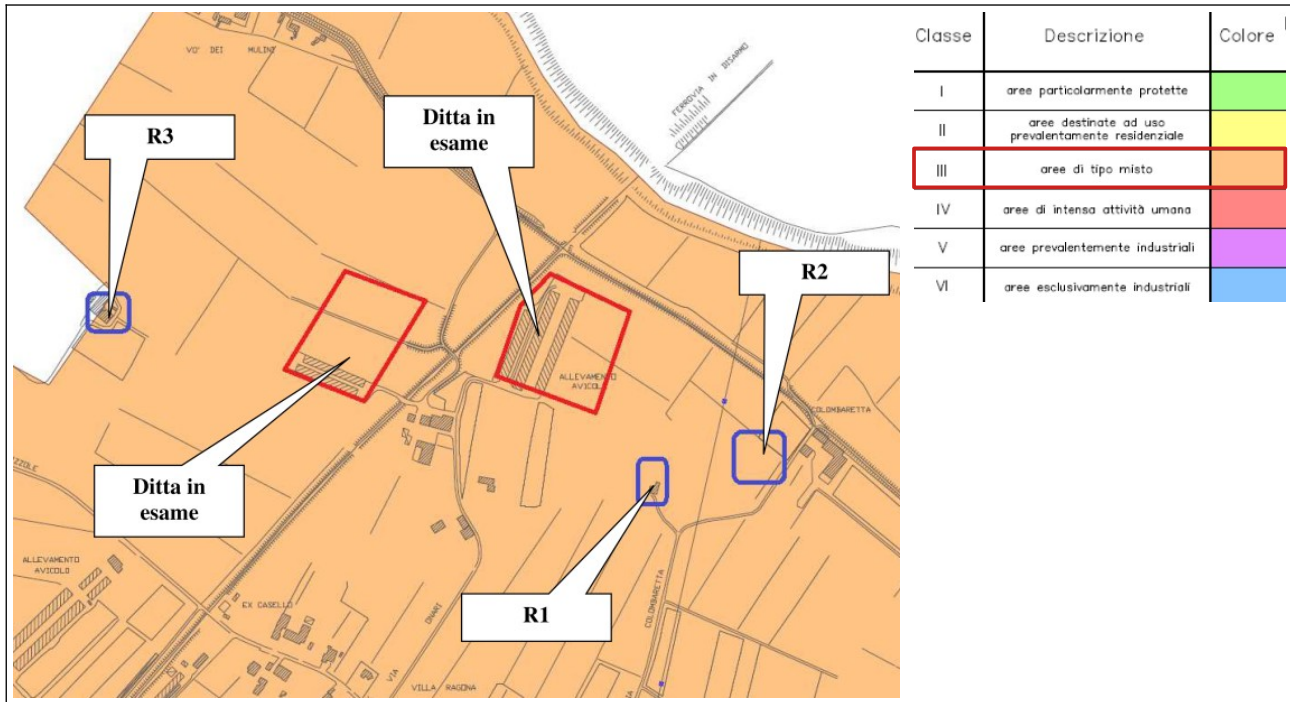 VO' DEI MULINI
FERROVIA IN DISARMO
Ditta in
esame
R3
R2
ALLEVAMENTO
AVICOLO
COLOMBARETTA
Ditta in
esame
ALLEVAMENTO
AVICOLO
EX CASELLO
R1
VIA
ONARI
COLOMBARETTA
VILLA RAGONA
Classe Descrizione Colore
I aree particolarmente protette
II aree destinate ad uso
prevalentamente residenziale
III aree di tipo misto
IV aree di intensa attività umana
V aree prevalentemente industriali
VI aree esclusivamente industriali